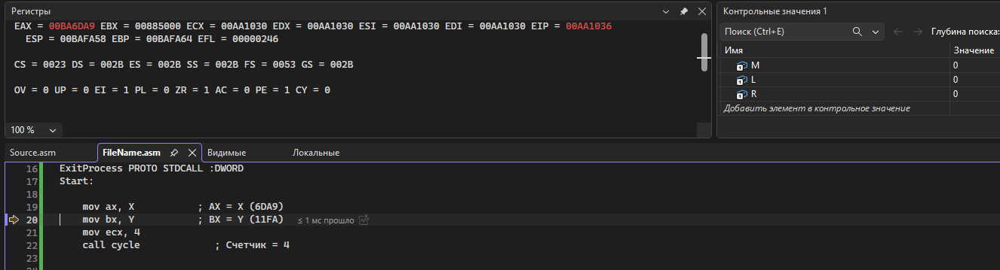 Регистры
EAX = 00BA6DA9 EBX = 00885000 ECX = 00AA1030 EDX = 00AA1030 ESI = 00AA1030 EDI = 00AA1030 EIP = 00AA1036
ESP = 00BAFA58 EBP = 00BAFA64 EFL = 00000246
CS = 0023 DS = 002B ES = 002B SS = 002B FS = 0053 GS = 002B
OV = 0 UP = 0 EI = 1 PL = 0 ZR = 1 AC = 0 PE = 1 CY = 0
100 %
Контрольные значения 1
Поиск (Ctrl+E) Глубина поиска:
Имя Значение
M 0
L 0
R 0
Добавить элемент в контрольное значение
Source.asm FileName.asm Видимые Локальные
16 ExitProcess PROTO STDCALL :DWORD
17 Start:
18
19 mov ax, X ; AX = X (6DA9)
20 mov bx, Y ; BX = Y (11FA) ≤ 1 мс прошло
21 mov ecx, 4
22 call cycle ; Счетчик = 4
23